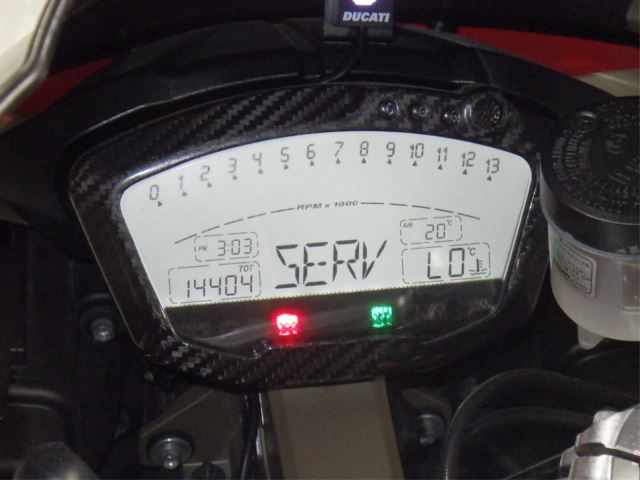 DUCATI
0 1 2 3 4 5 6 7 8 9 10 11 12 13
RPM x 1000
PM 3:03
AIR 20°C
TOT
14404
SERV
LO °C